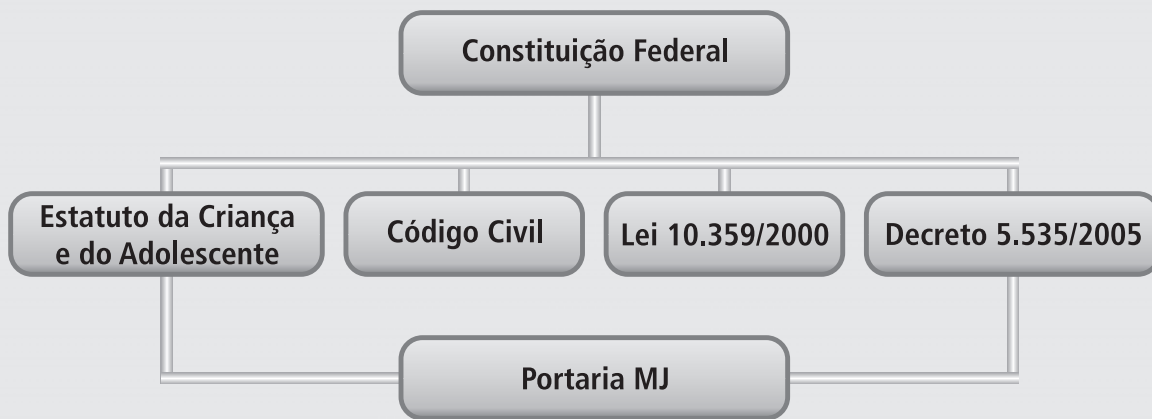 Constituição Federal
Estatuto da Criança
e do Adolescente
Código Civil
Lei 10.359/2000
Decreto 5.535/2005
Portaria MJ